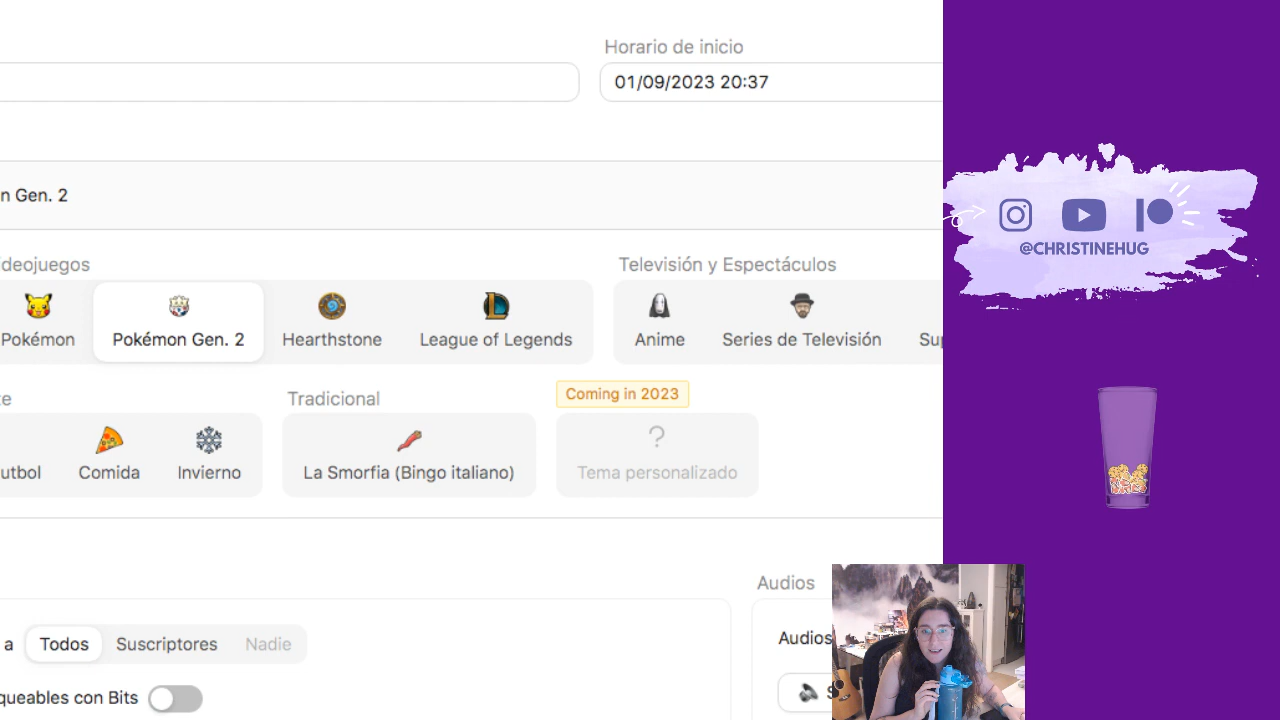 Horario de inicio
01/09/2023 20:37
n Gen. 2
deojuegos
Televisión y Espectáculos
Pokémon
Pokémon Gen. 2
Hearthstone
League of Legends
Anime
Series de Televisión
Su
@CHRISTINEHUG
te
Tradicional
Coming in 2023
utbol
Comida
Invierno
La Smorfia (Bingo italiano)
?
Tema personalizado
Audios
a
Todos
Suscriptores
Nadie
Audios
queables con Bits
S